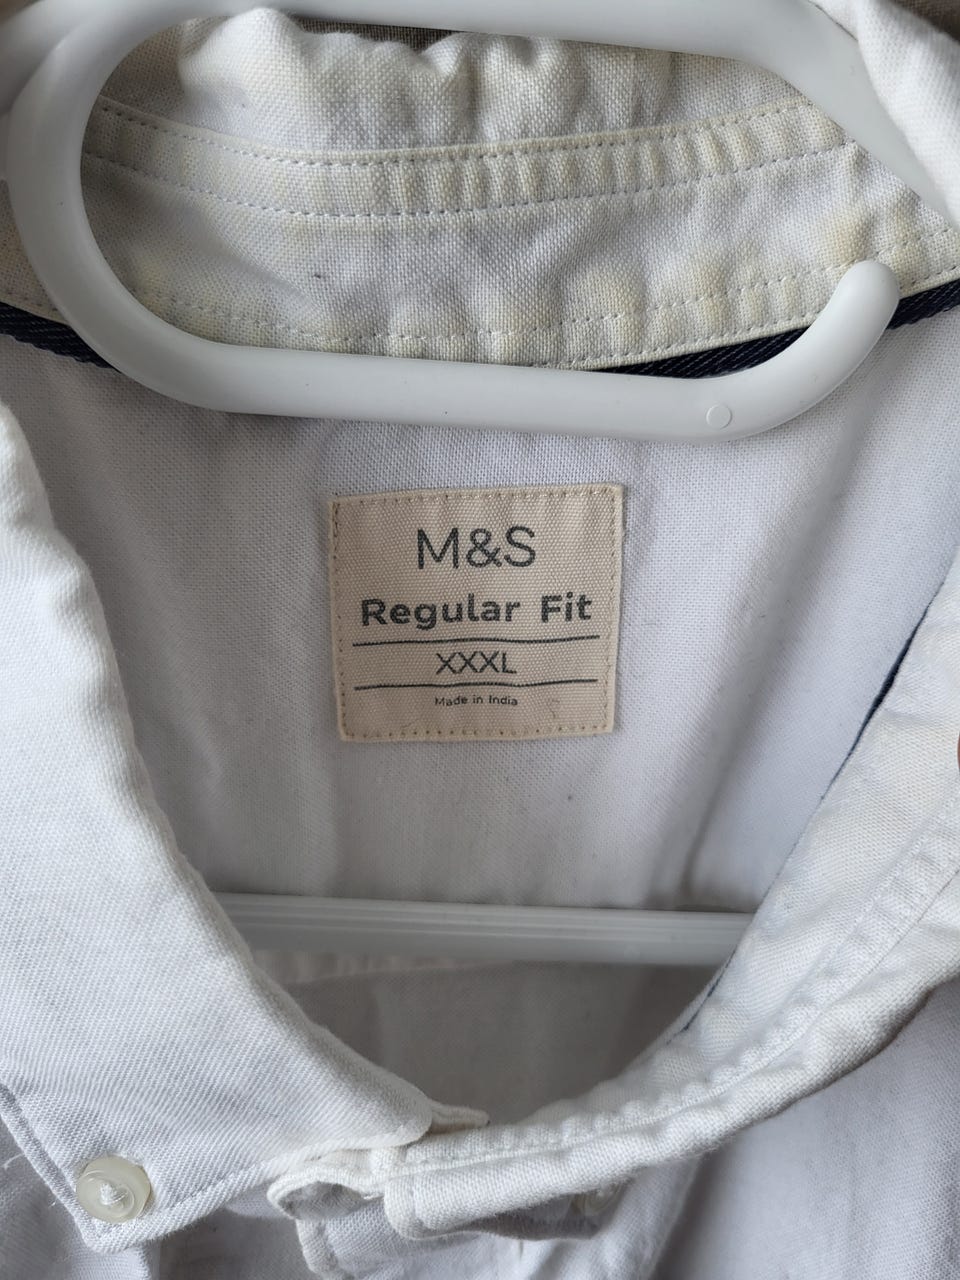 M&S
Regular Fit
XXXL
Made in India